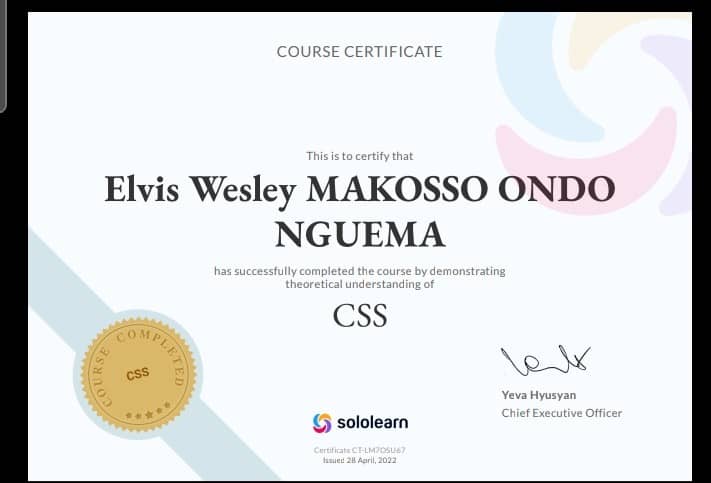 COURSE CERTIFICATE
This is to certify that
Elvis Wesley MAKOSSO ONDO
NGUEMA
has successfully completed the course by demonstrating
theoretical understanding of
CSS
COURSE COMPLETED
CSS
Yeva Hyusyan
Chief Executive Officer
sololearn
Certificate CT-LM7OSU67
Issued 28 April, 2022